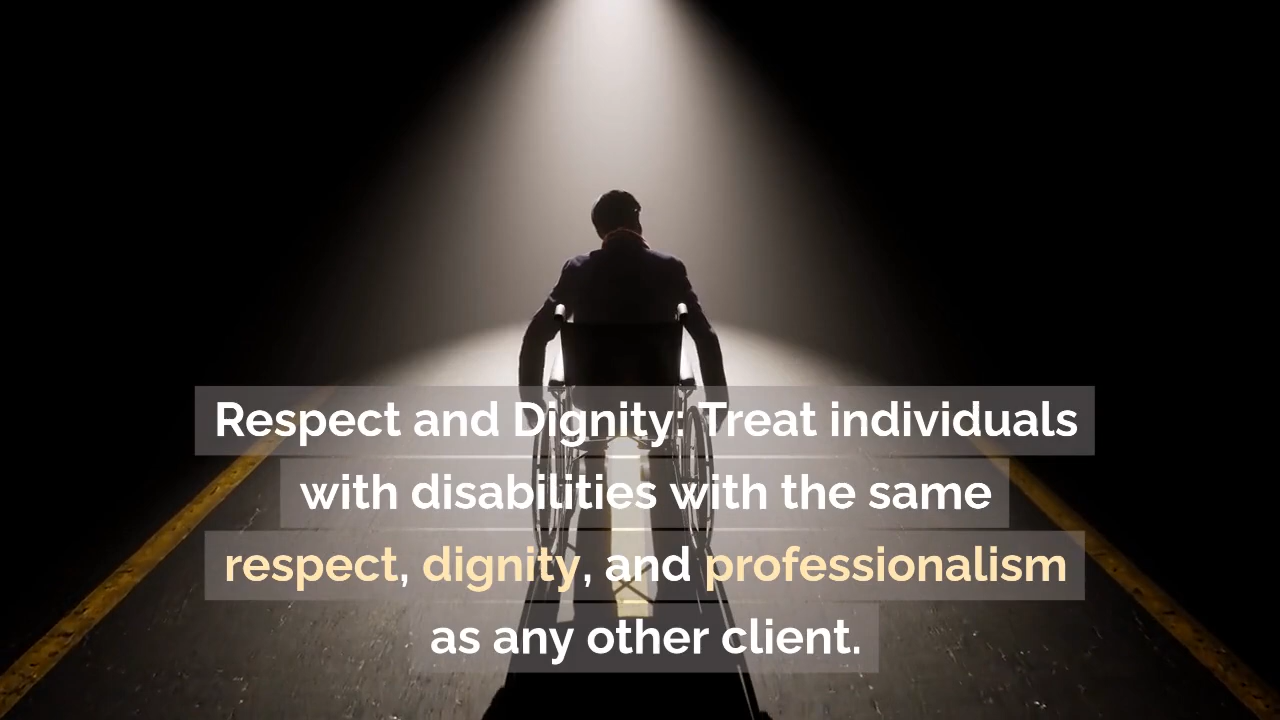 Respect and Dignity: Treat individuals
with disabilities with the same
respect, dignity, and professionalism
as any other client.